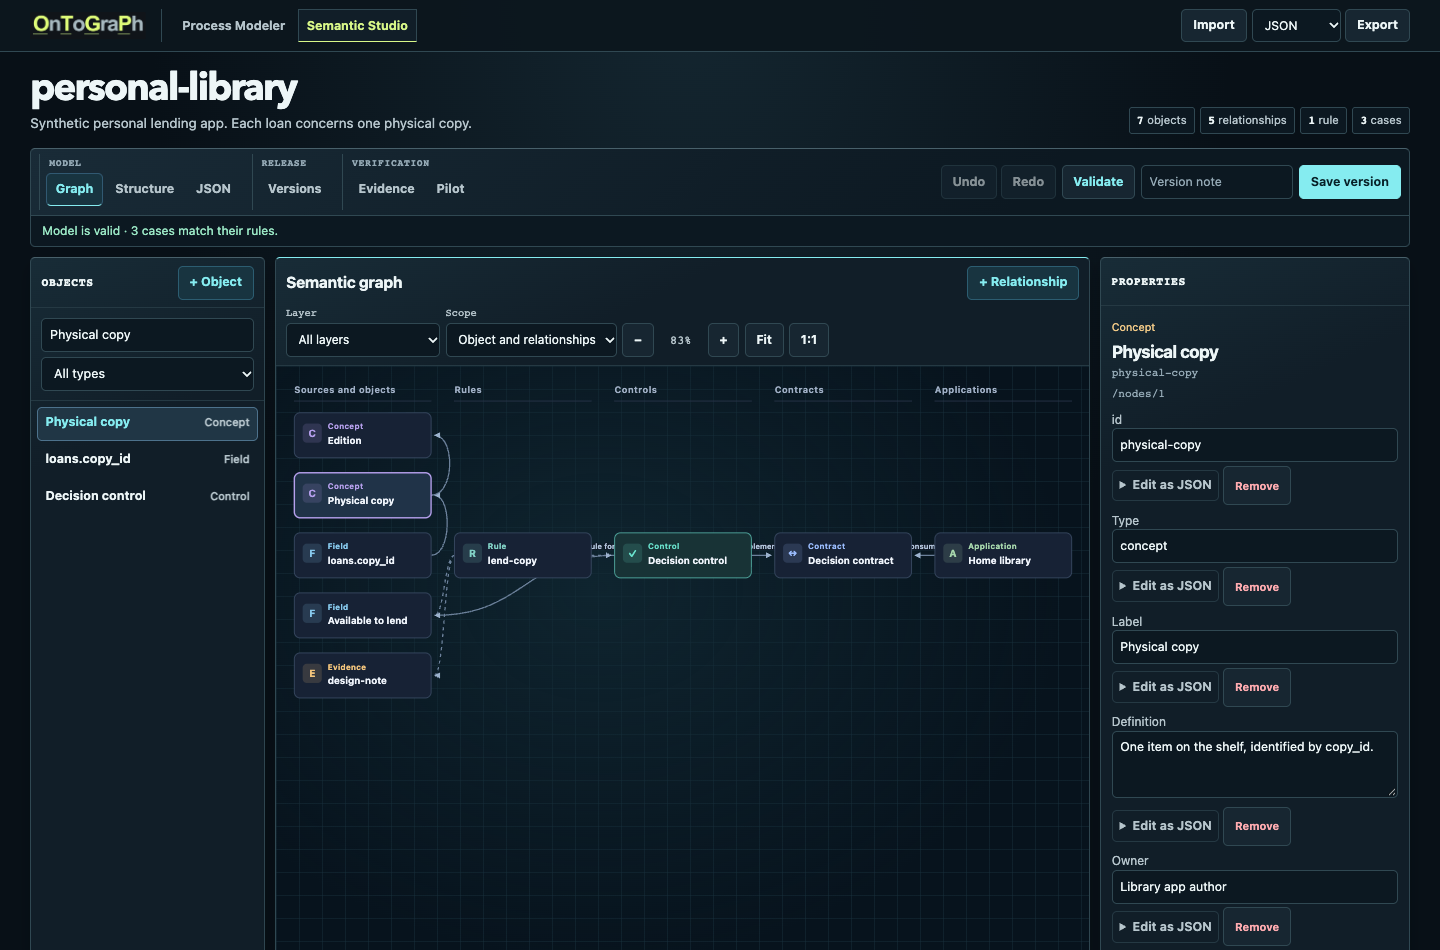 OnToGraPh
Process Modeler
Semantic Studio
Import
JSON
Export
personal-library
Synthetic personal lending app. Each loan concerns one physical copy.
7 objects
5 relationships
1 rule
3 cases
MODEL
RELEASE
VERIFICATION
Graph
Structure
JSON
Versions
Evidence
Pilot
Undo
Redo
Validate
Version note
Save version
Model is valid · 3 cases match their rules.
OBJECTS
+ Object
Physical copy
All types
Physical copy Concept
loans.copy_id Field
Decision control Control
Semantic graph
+ Relationship
Layer
Scope
All layers
Object and relationships
−
83%
+
Fit
1:1
Sources and objects
Rules
Controls
Contracts
Applications
C
Concept
Edition
C
Concept
Physical copy
F
Field
loans.copy_id
R
Rule
lend-copy
ule for
✓
Control
Decision control
lemen
Contract
Decision contract
onsum
A
Application
Home library
F
Field
Available to lend
E
Evidence
design-note
PROPERTIES
Concept
Physical copy
physical-copy
/nodes/1
id
physical-copy
Edit as JSON
Remove
Type
concept
Edit as JSON
Remove
Label
Physical copy
Edit as JSON
Remove
Definition
One item on the shelf, identified by copy_id.
Edit as JSON
Remove
Owner
Library app author
Edit as JSON
Remove